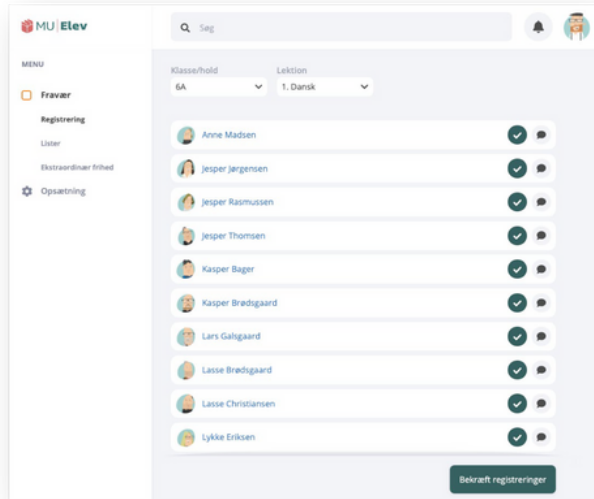 MU Elev
Søg
MENU
Fravær
Registrering
Lister
Ekstraordinær frihed
Opsætning
Klasse/hold
Lektion
6A
1. Dansk
Anne Madsen
Jesper Jørgensen
Jesper Rasmussen
Jesper Thomsen
Kasper Bager
Kasper Brødsgaard
Lars Galsgaard
Lasse Brødsgaard
Lasse Christiansen
Lykke Eriksen
Bekræft registreringer